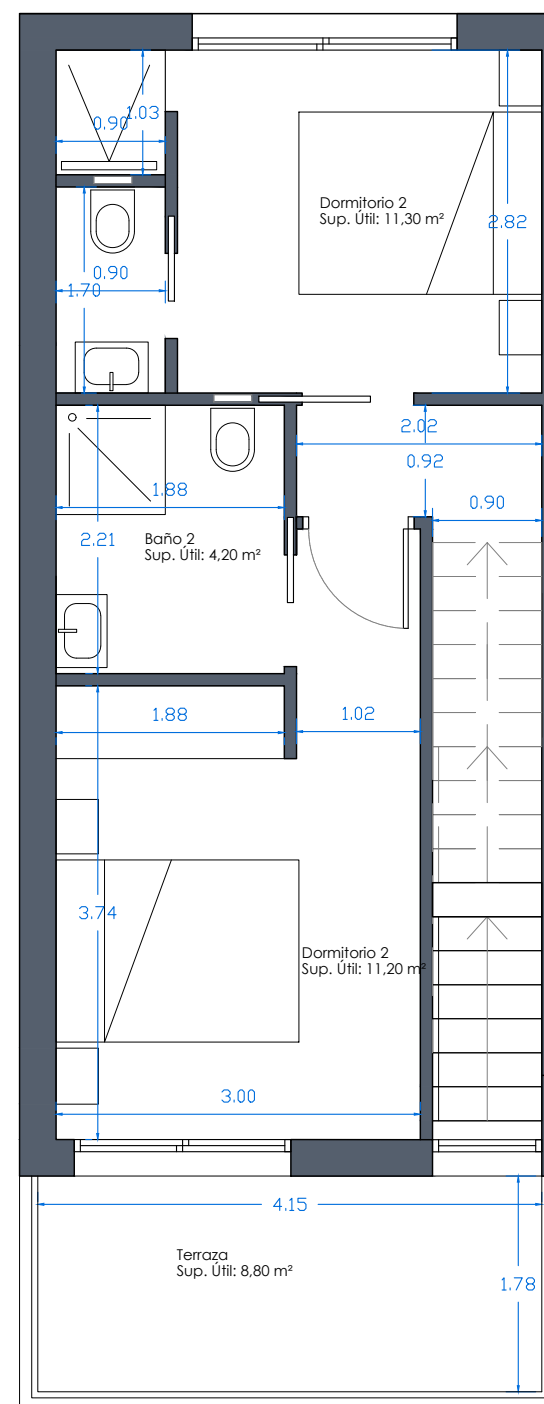 1.03
0.90
Dormitorio 2
Sup. Útil: 11,30 m²
2.82
0.90
1.70
2.02
0.92
1.88
0.90
2.21
Baño 2
Sup. Útil: 4,20 m²
1.88
1.02
3.74
Dormitorio 2
Sup. Útil: 11,20 m²
3.00
4.15
Terraza
Sup. Útil: 8,80 m²
1.78